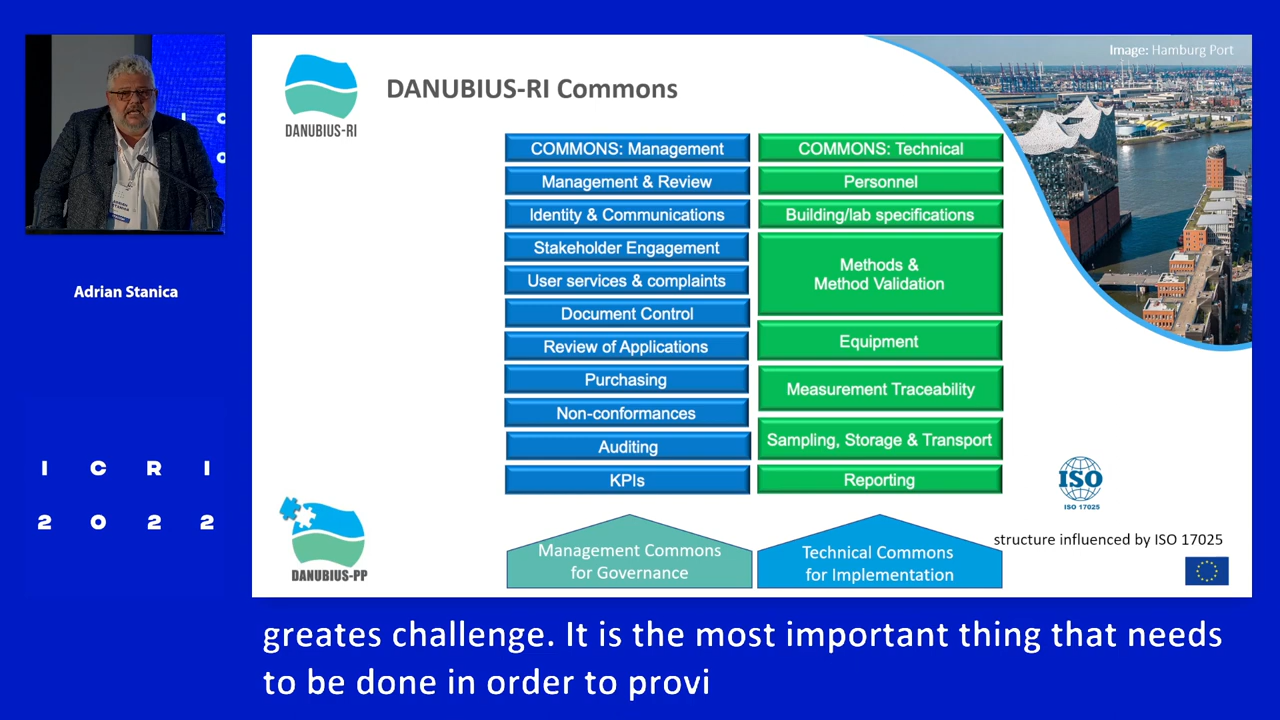 Image: Hamburg Port
DANUBIUS-RI
DANUBIUS-RI Commons
COMMONS: Management
Management & Review
Identity & Communications
Stakeholder Engagement
User services & complaints
Document Control
Review of Applications
Purchasing
Non-conformances
Auditing
KPIs
Management Commons
for Governance
COMMONS: Technical
Personnel
Building/lab specifications
Methods &
Method Validation
Equipment
Measurement Traceability
Sampling, Storage & Transport
Reporting
Technical Commons
for Implementation
ISO
ISO 17025
structure influenced by ISO 17025
DANUBIUS-PP
Adrian Stanica
I C R I
2 0 2 2
greates challenge. It is the most important thing that needs
to be done in order to provi